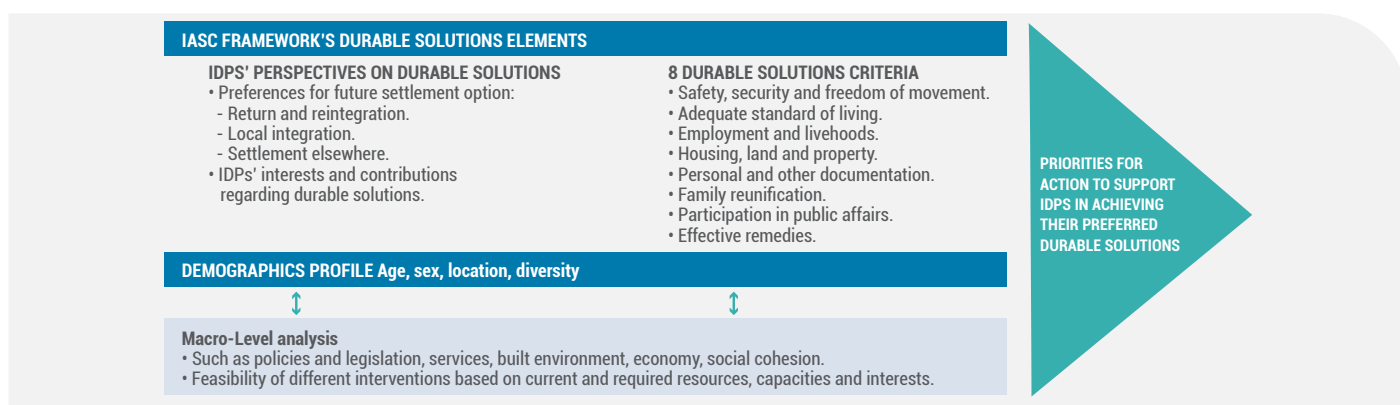 IASC FRAMEWORK'S DURABLE SOLUTIONS ELEMENTS
IDPS' PERSPECTIVES ON DURABLE SOLUTIONS
• Preferences for future settlement option:
- Return and reintegration.
- Local integration.
- Settlement elsewhere.
• IDPs' interests and contributions
regarding durable solutions.
8 DURABLE SOLUTIONS CRITERIA
• Safety, security and freedom of movement.
• Adequate standard of living.
• Employment and livehoods.
• Housing, land and property.
• Personal and other documentation.
• Family reunification.
• Participation in public affairs.
• Effective remedies.
DEMOGRAPHICS PROFILE Age, sex, location, diversity
Macro-Level analysis
• Such as policies and legislation, services, built environment, economy, social cohesion.
• Feasibility of different interventions based on current and required resources, capacities and interests.
PRIORITIES FOR
ACTION TO SUPPORT
IDPS IN ACHIEVING
THEIR PREFERRED
DURABLE SOLUTIONS